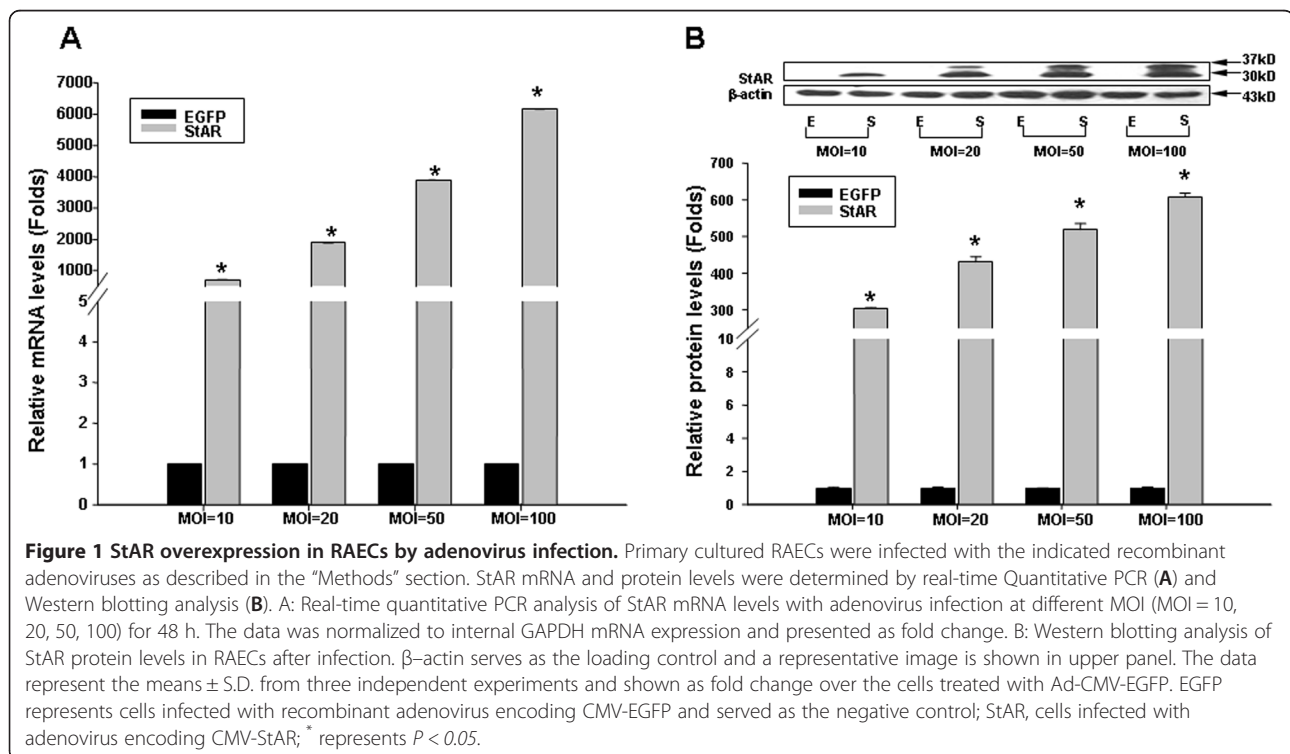 A
7000
6000
5000
4000
3000
2000
1000
5
4
3
2
1
0
Relative mRNA levels (Folds)
EGFP
StAR
*
*
*
*
MOI=10
MOI=20
MOI=50
MOI=100
B
StAR
β-actin
37kD
30kD
43kD
E
S
E
S
E
S
E
S
MOI=10
MOI=20
MOI=50
MOI=100
700
600
500
400
300
10
8
6
4
2
0
Relative protein levels (Folds)
EGFP
StAR
*
*
*
*
MOI=10
MOI=20
MOI=50
MOI=100
Figure 1 StAR overexpression in RAECs by adenovirus infection. Primary cultured RAECs were infected with the indicated recombinant
adenoviruses as described in the “Methods” section. StAR mRNA and protein levels were determined by real-time Quantitative PCR (A) and
Western blotting analysis (B). A: Real-time quantitative PCR analysis of StAR mRNA levels with adenovirus infection at different MOI (MOI = 10,
20, 50, 100) for 48 h. The data was normalized to internal GAPDH mRNA expression and presented as fold change. B: Western blotting analysis of
StAR protein levels in RAECs after infection. β–actin serves as the loading control and a representative image is shown in upper panel. The data
represent the means ± S.D. from three independent experiments and shown as fold change over the cells treated with Ad-CMV-EGFP. EGFP
represents cells infected with recombinant adenovirus encoding CMV-EGFP and served as the negative control; StAR, cells infected with
adenovirus encoding CMV-StAR; * represents P < 0.05.